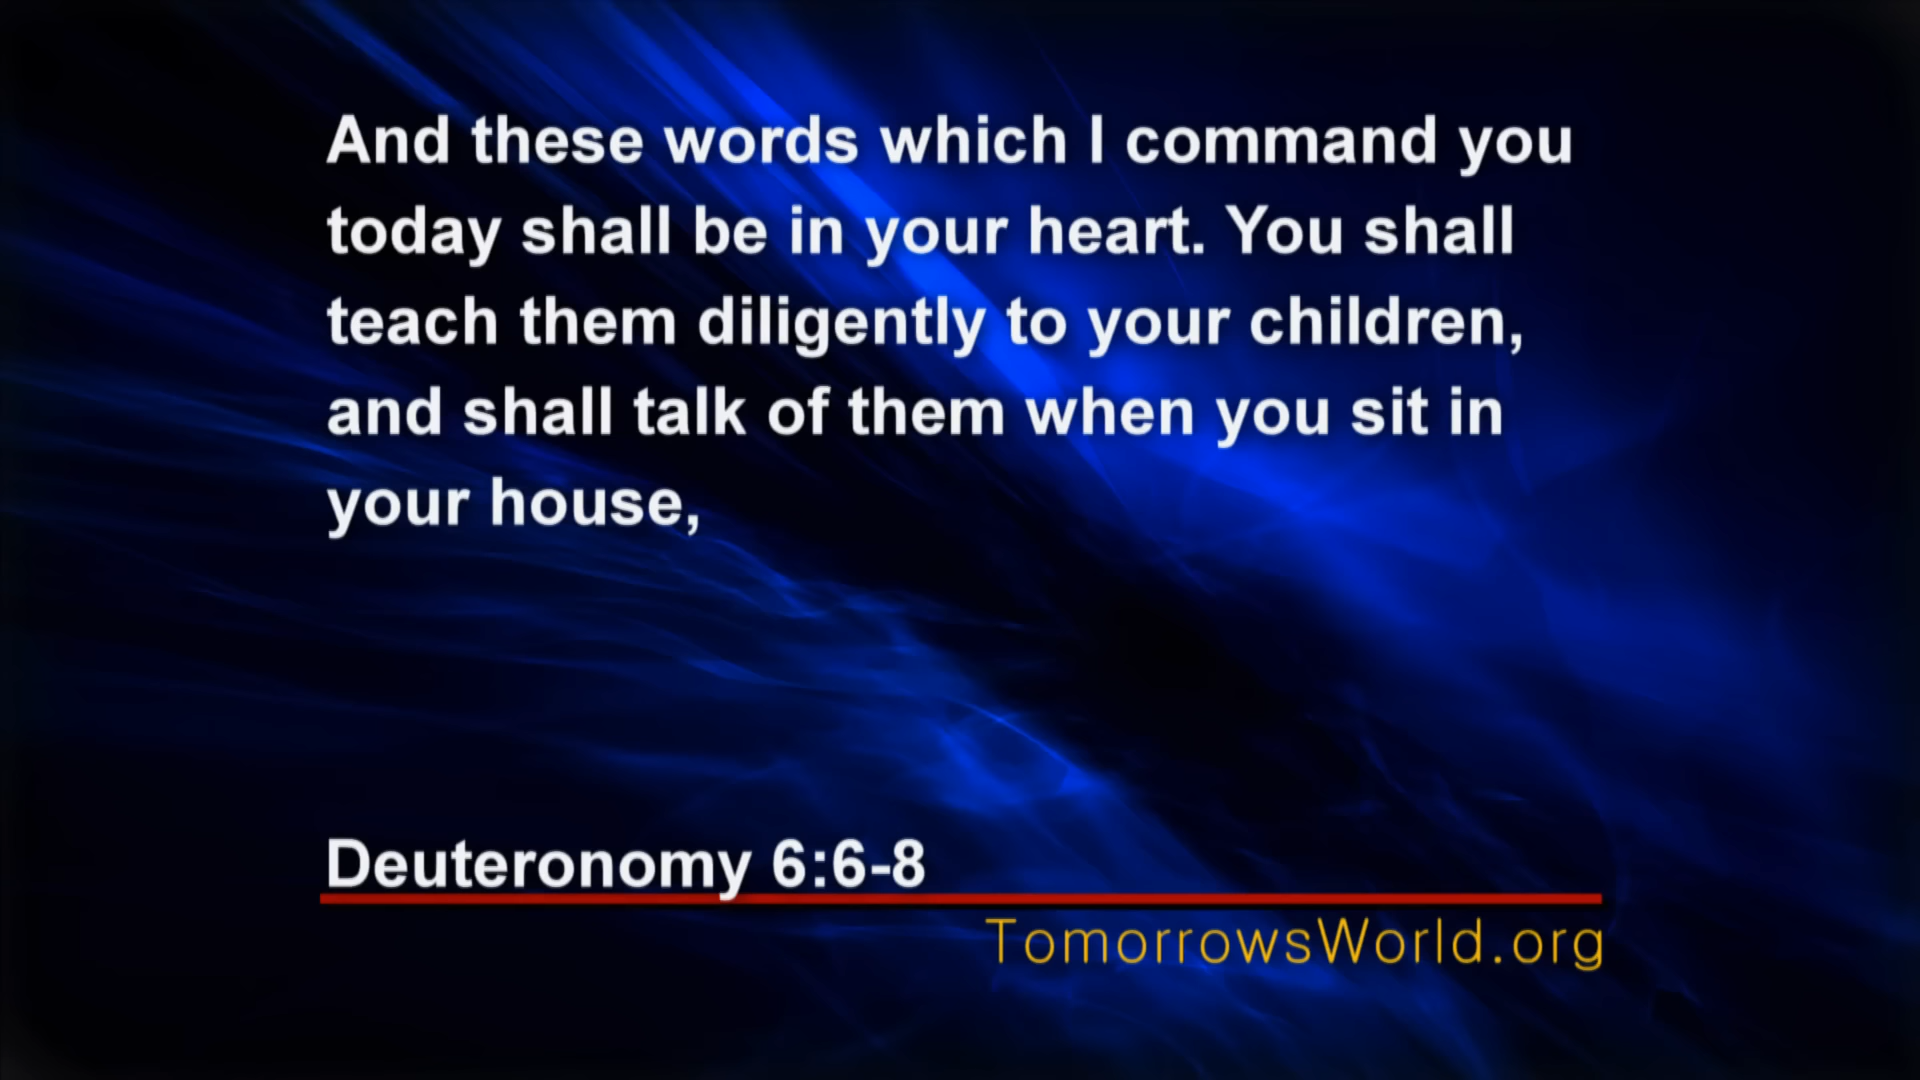 And these words which I command you
today shall be in your heart. You shall
teach them diligently to your children,
and shall talk of them when you sit in
your house,
Deuteronomy 6:6-8
TomorrowsWorld.org